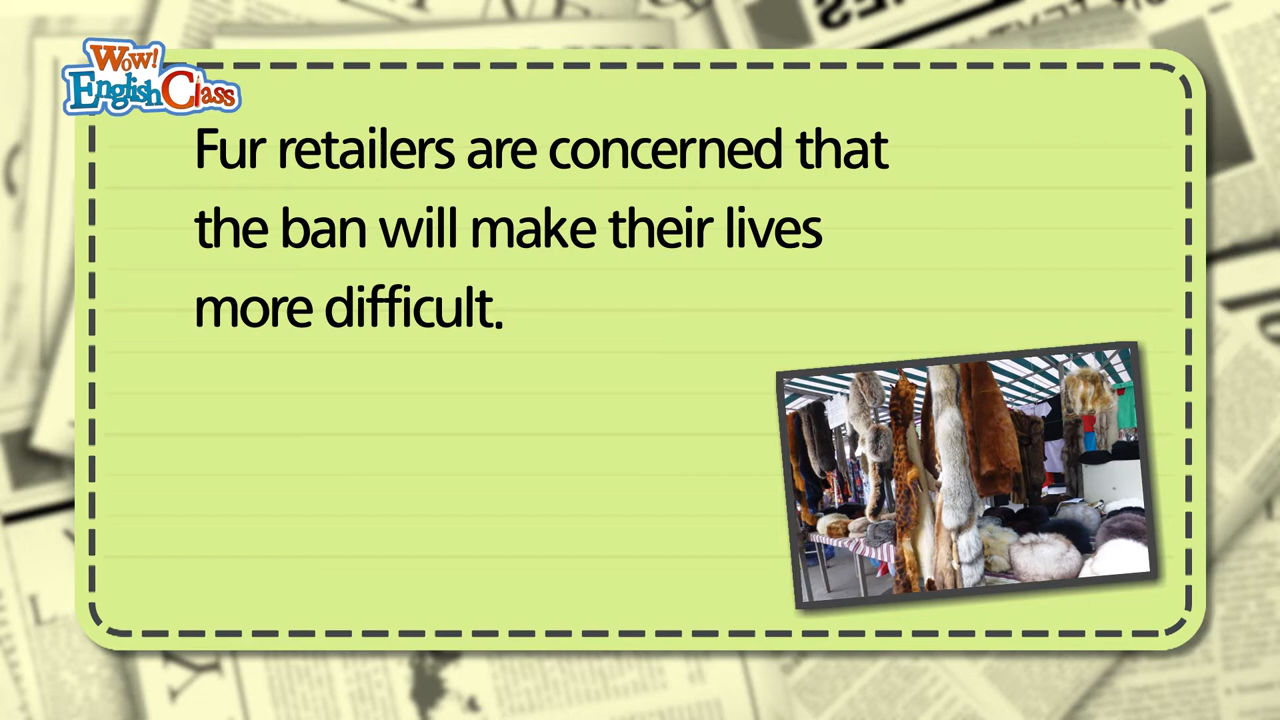 Wow!
English Class
Fur retailers are concerned that
the ban will make their lives
more difficult.